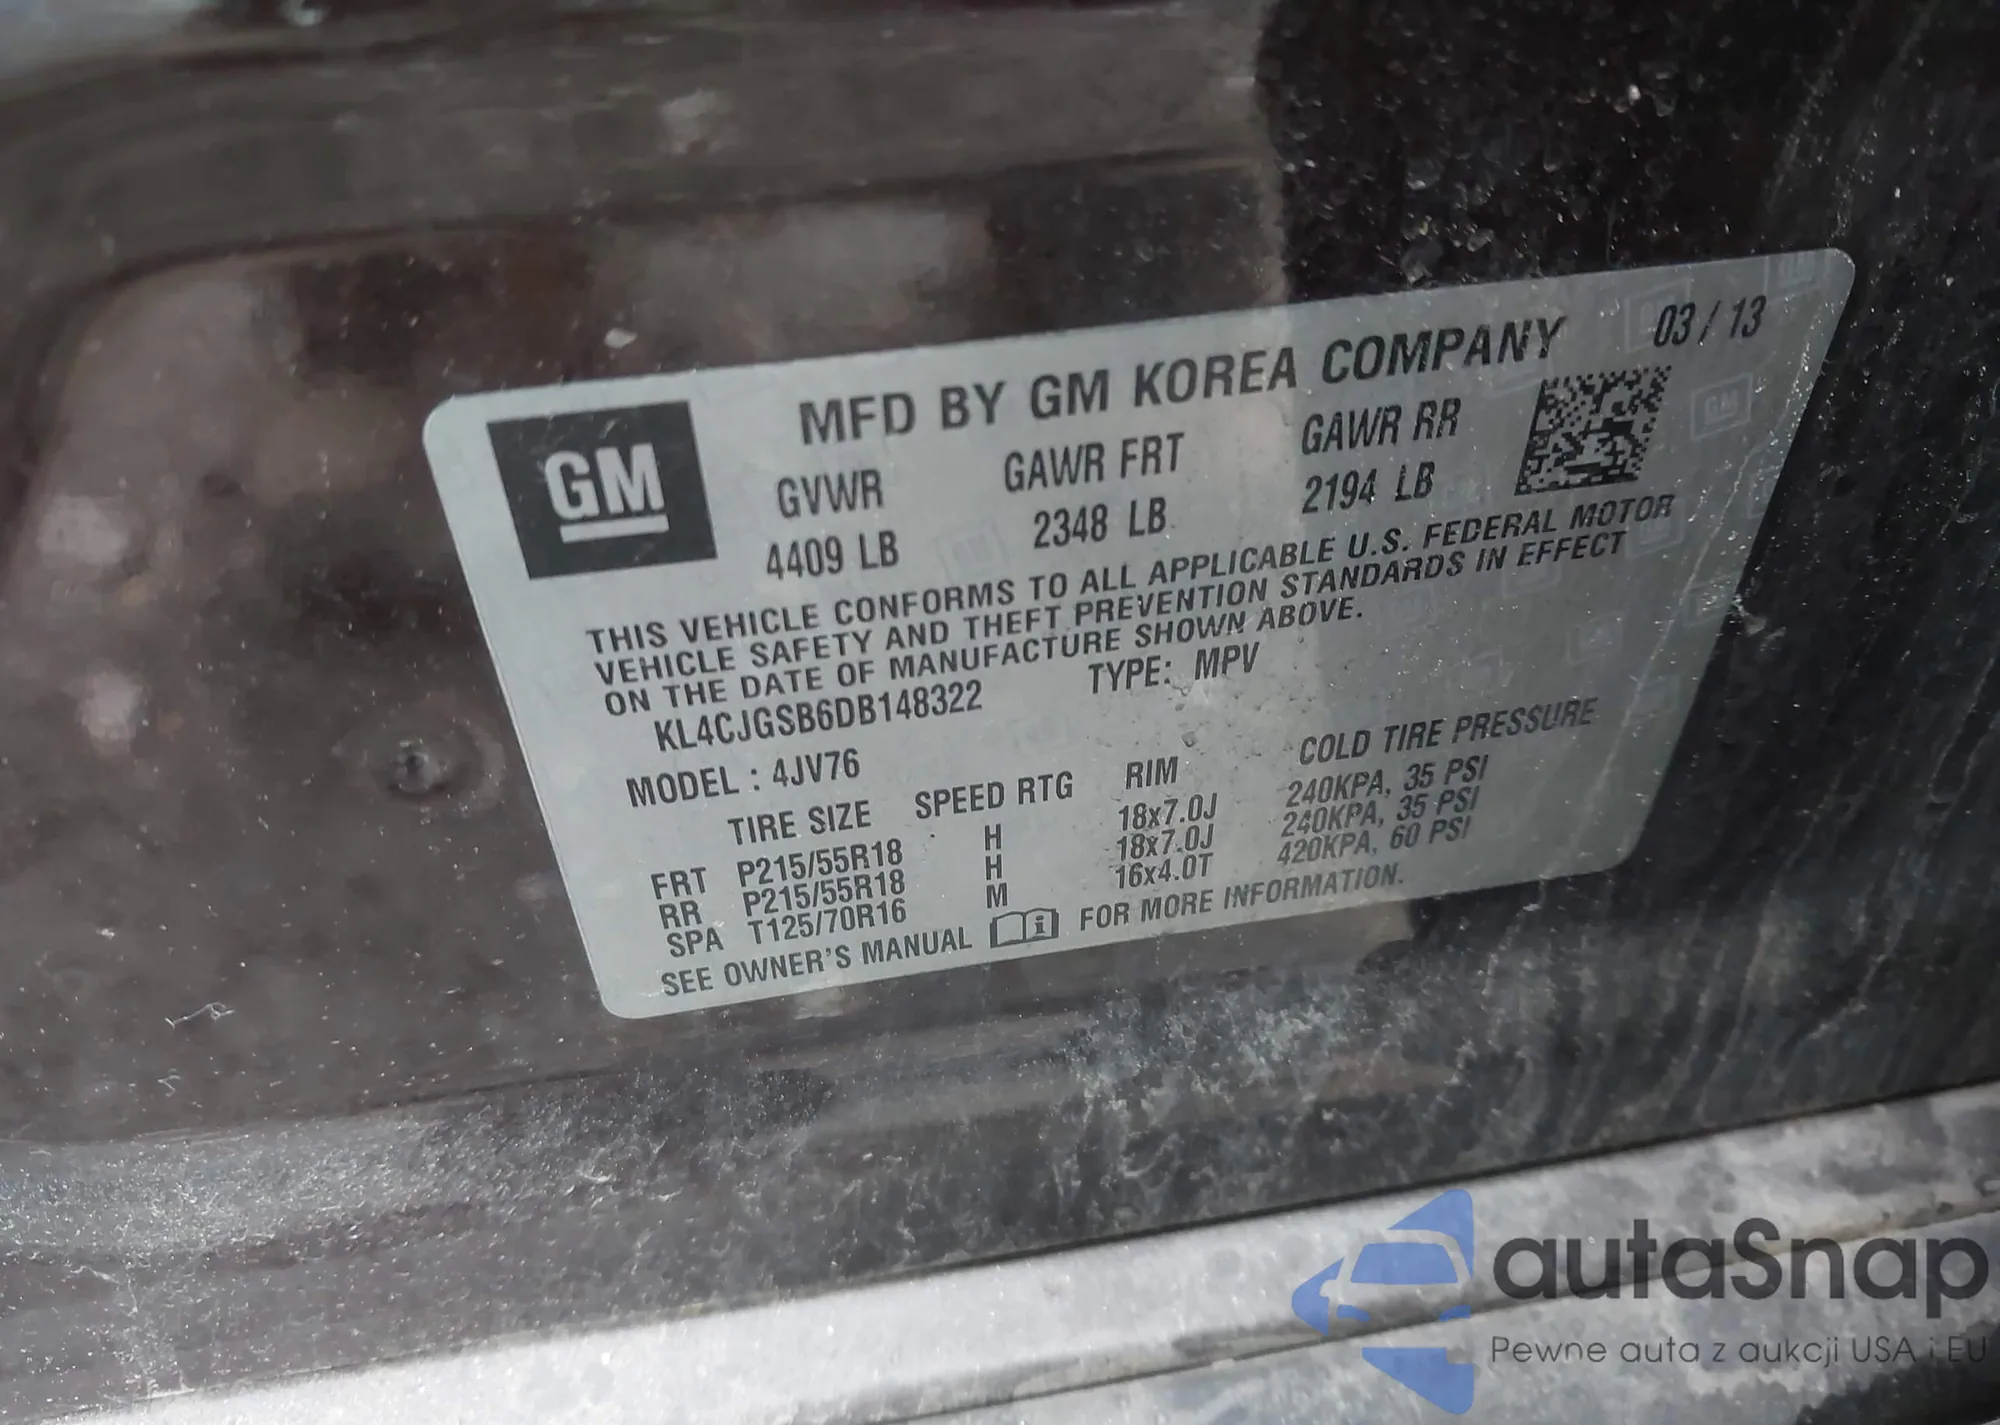 MFD BY GM KOREA COMPANY 03 / 13
GM
GVWR GAWR FRT GAWR RR
4409 LB 2348 LB 2194 LB
THIS VEHICLE CONFORMS TO ALL APPLICABLE U.S. FEDERAL MOTOR
VEHICLE SAFETY AND THEFT PREVENTION STANDARDS IN EFFECT
ON THE DATE OF MANUFACTURE SHOWN ABOVE.
KL4CJGSB6DB148322 TYPE: MPV
MODEL : 4JV76
TIRE SIZE SPEED RTG RIM COLD TIRE PRESSURE
FRT P215/55R18 H 18x7.0J 240KPA, 35 PSI
RR P215/55R18 H 18x7.0J 240KPA, 35 PSI
SPA T125/70R16 M 16x4.0T 420KPA, 60 PSI
SEE OWNER'S MANUAL i FOR MORE INFORMATION.
autaSnap
Pewne auta z aukcji USA i EU